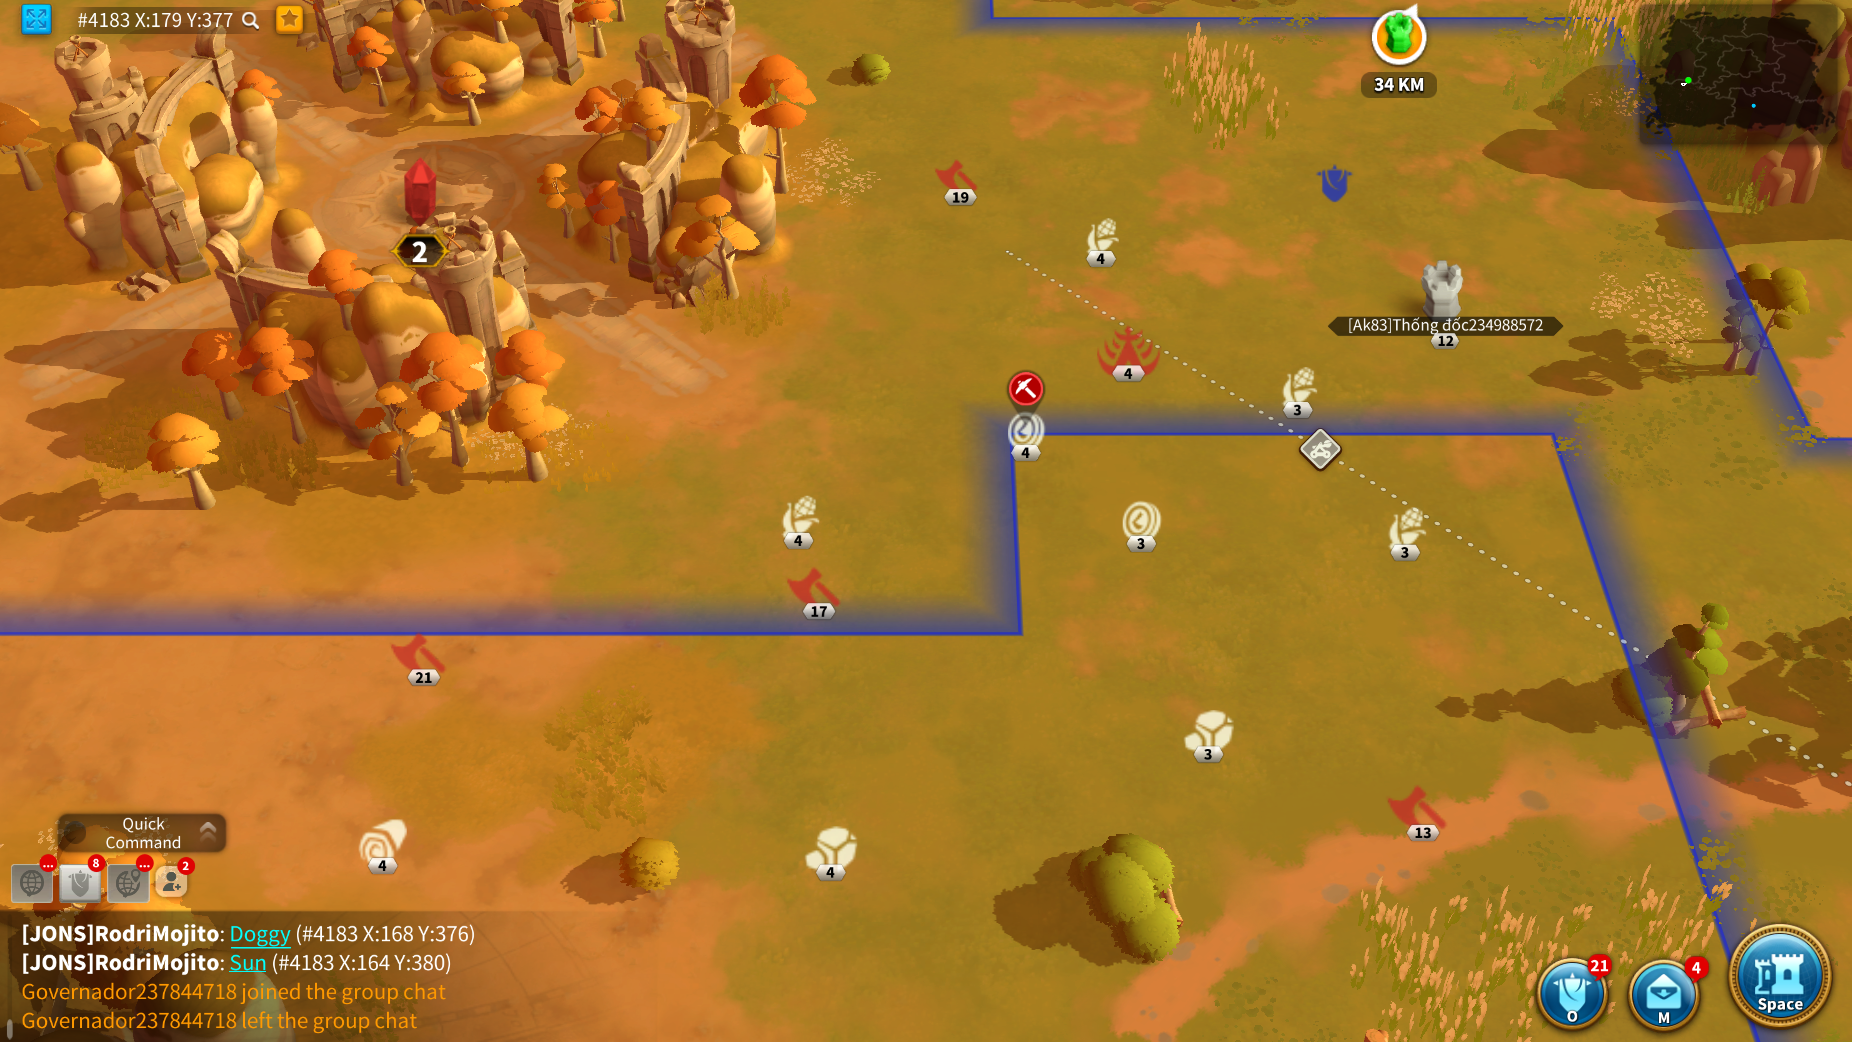 #4183 X:179 Y:377
34 KM
2
19
4
[Ak83]Thống đốc234988572
12
4
3
4
4
3
3
17
21
3
13
4
4
Quick
Command
...
8
...
2
[JONS]RodriMojito: Doggy (#4183 X:168 Y:376)
[JONS]RodriMojito: Sun (#4183 X:164 Y:380)
Governador237844718 joined the group chat
Governador237844718 left the group chat
21
O
4
M
Space